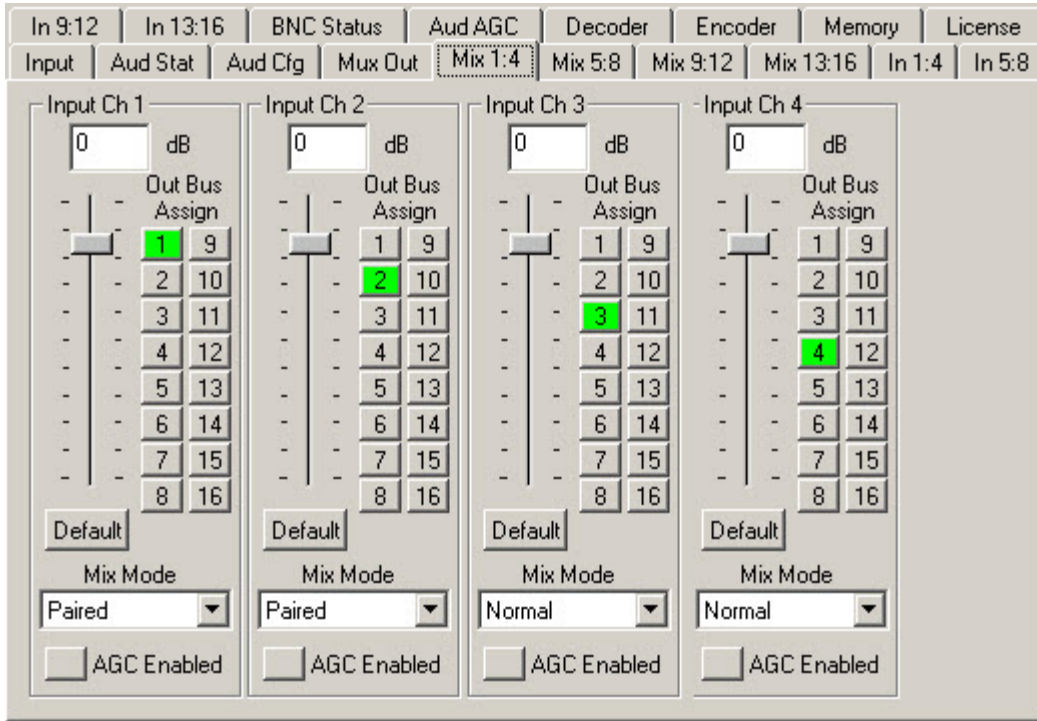 In 9:12 In 13:16 BNC Status Aud AGC Decoder Encoder Memory License
Input Aud Stat Aud Cfg Mux Out Mix 1:4 Mix 5:8 Mix 9:12 Mix 13:16 In 1:4 In 5:8
Input Ch 1
0 dB
Out Bus
Assign
1 9
2 10
3 11
4 12
5 13
6 14
7 15
8 16
Default
Mix Mode
Paired
AGC Enabled
Input Ch 2
0 dB
Out Bus
Assign
1 9
2 10
3 11
4 12
5 13
6 14
7 15
8 16
Default
Mix Mode
Paired
AGC Enabled
Input Ch 3
0 dB
Out Bus
Assign
1 9
2 10
3 11
4 12
5 13
6 14
7 15
8 16
Default
Mix Mode
Normal
AGC Enabled
Input Ch 4
0 dB
Out Bus
Assign
1 9
2 10
3 11
4 12
5 13
6 14
7 15
8 16
Default
Mix Mode
Normal
AGC Enabled